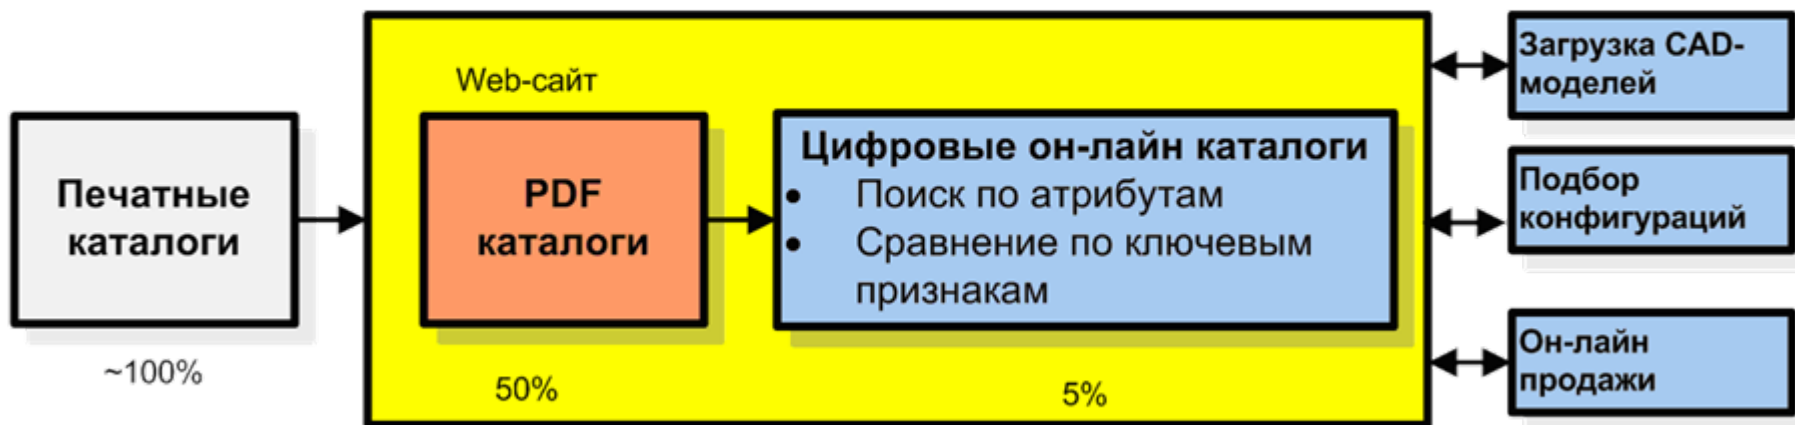 Печатные
каталоги
~100%
Web-сайт
PDF
каталоги
50%
Цифровые он-лайн каталоги
• Поиск по атрибутам
• Сравнение по ключевым
признакам
5%
Загрузка CAD-
моделей
Подбор
конфигураций
Он-лайн
продажи